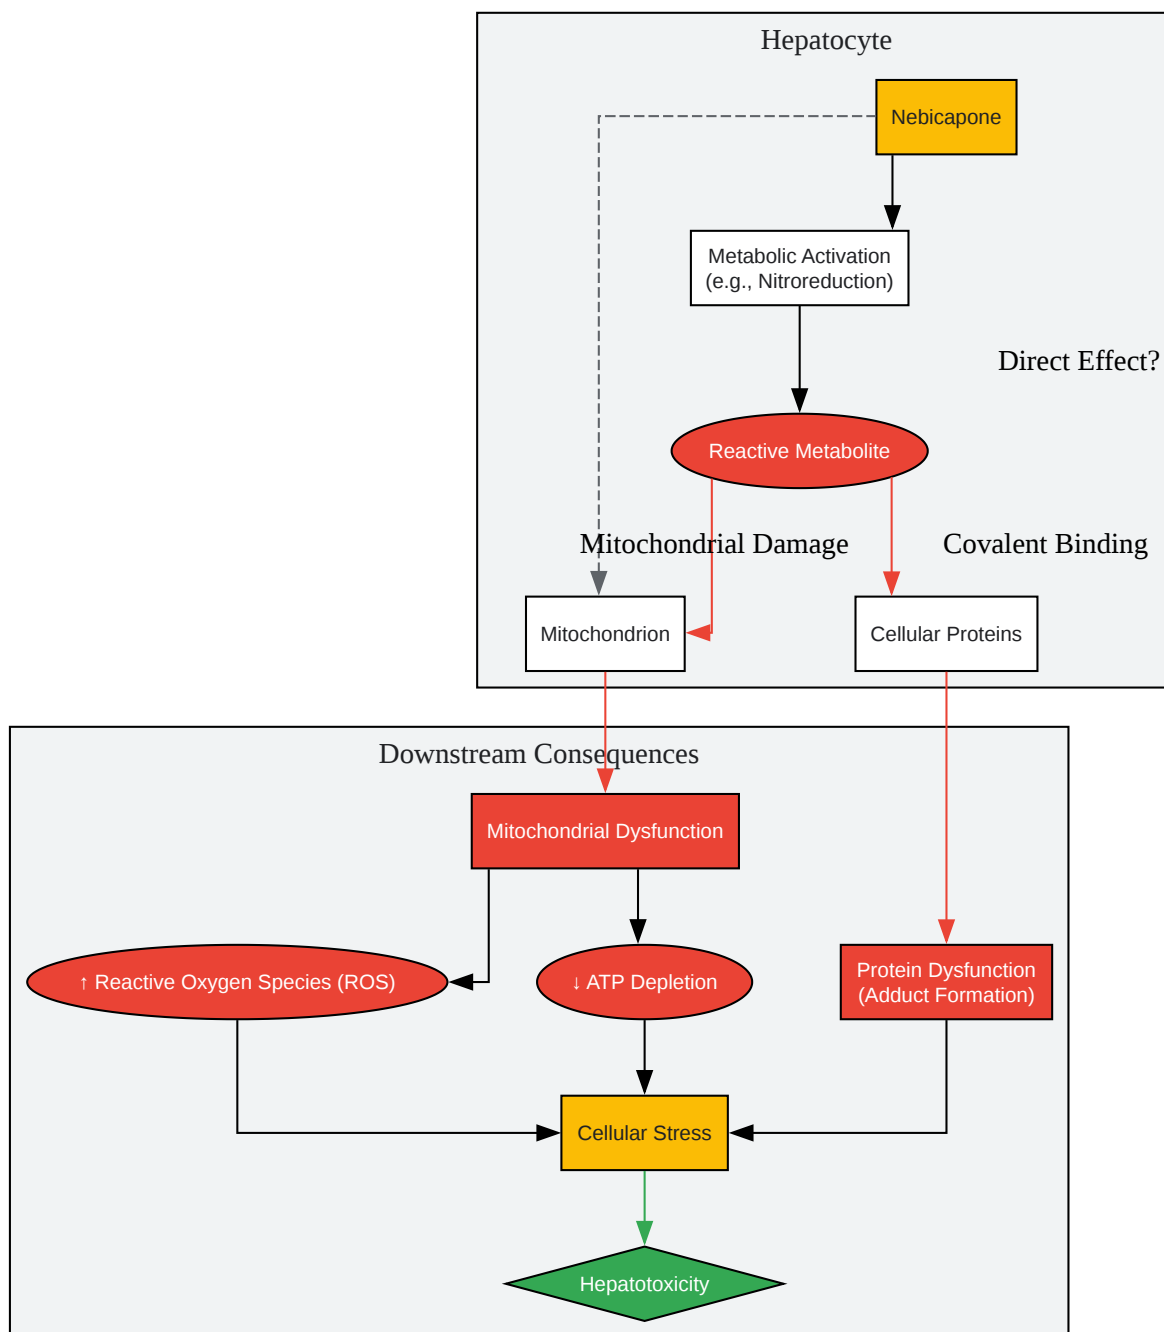 Hepatocyte
Nebicapone
Metabolic Activation
(e.g., Nitroreduction)
Direct Effect?
Reactive Metabolite
Mitochondrial Damage
Covalent Binding
Mitochondrion
Cellular Proteins
Downstream Consequences
Mitochondrial Dysfunction
↑ Reactive Oxygen Species (ROS)
↓ ATP Depletion
Protein Dysfunction
(Adduct Formation)
Cellular Stress
Hepatotoxicity